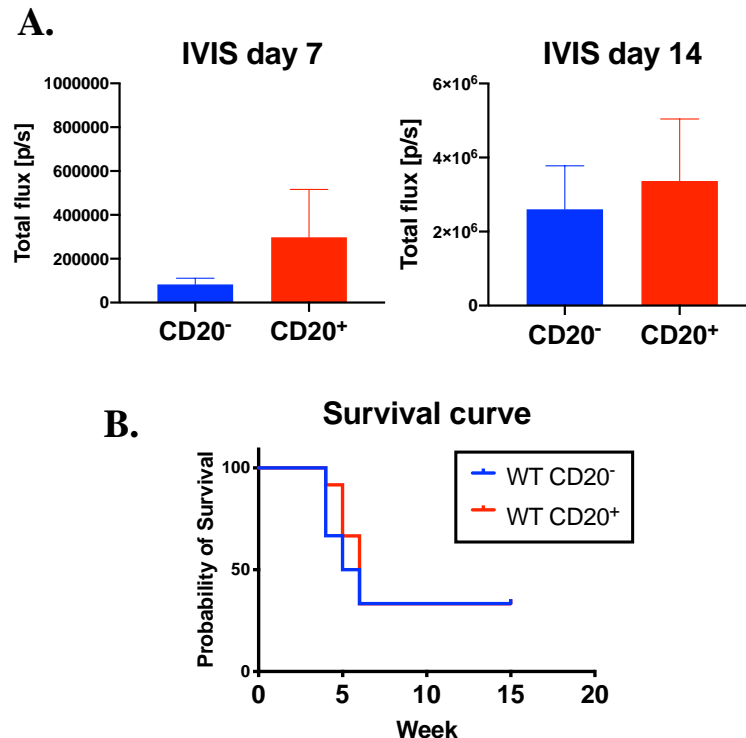 A.
IVIS day 7
Total flux [p/s]
1000000
800000
600000
400000
200000
0
CD20⁻
CD20⁺
IVIS day 14
Total flux [p/s]
6×10⁶
4×10⁶
2×10⁶
0
CD20⁻
CD20⁺
B.
Survival curve
Probability of Survival
100
50
0
0
5
10
15
20
Week
WT CD20⁻
WT CD20⁺